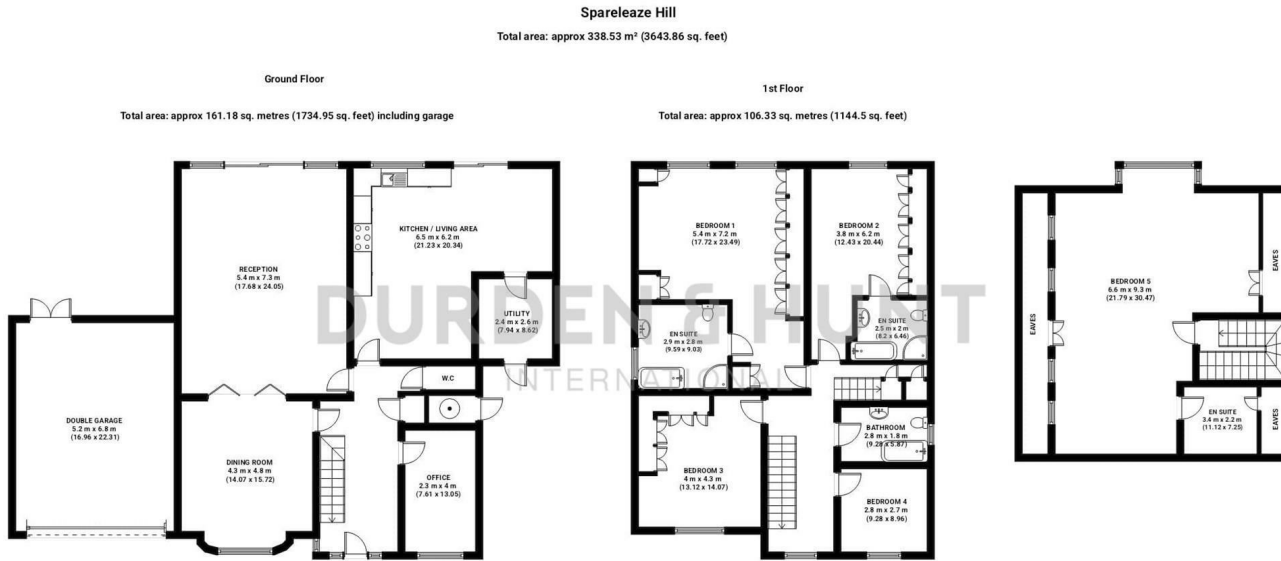 Spareleaze Hill
Total area: approx 338.53 m² (3643.86 sq. feet)
Ground Floor
Total area: approx 161.18 sq. metres (1734.95 sq. feet) including garage
RECEPTION
5.4 m x 7.3 m
(17.68 x 24.05)
KITCHEN / LIVING AREA
6.5 m x 6.2 m
(21.23 x 20.34)
UTILITY
2.4 m x 2.6 m
(7.94 x 8.62)
W.C
DOUBLE GARAGE
5.2 m x 6.8 m
(16.96 x 22.31)
DINING ROOM
4.3 m x 4.8 m
(14.07 x 15.72)
OFFICE
2.3 m x 4 m
(7.61 x 13.05)
1st Floor
Total area: approx 106.33 sq. metres (1144.5 sq. feet)
BEDROOM 1
5.4 m x 7.2 m
(17.72 x 23.49)
BEDROOM 2
3.8 m x 6.2 m
(12.43 x 20.44)
EN SUITE
2.9 m x 2.8 m
(9.59 x 9.03)
EN SUITE
2.5 m x 2 m
(8.2 x 6.46)
BEDROOM 3
4 m x 4.3 m
(13.12 x 14.07)
BATHROOM
2.8 m x 1.8 m
(9.28 x 5.87)
BEDROOM 4
2.8 m x 2.7 m
(9.28 x 8.96)
EAVES
BEDROOM 5
6.6 m x 9.3 m
(21.79 x 30.47)
EAVES
EN SUITE
3.4 m x 2.2 m
(11.12 x 7.25)
EAVES
DURDEN & HUNT
INTERNATIONAL